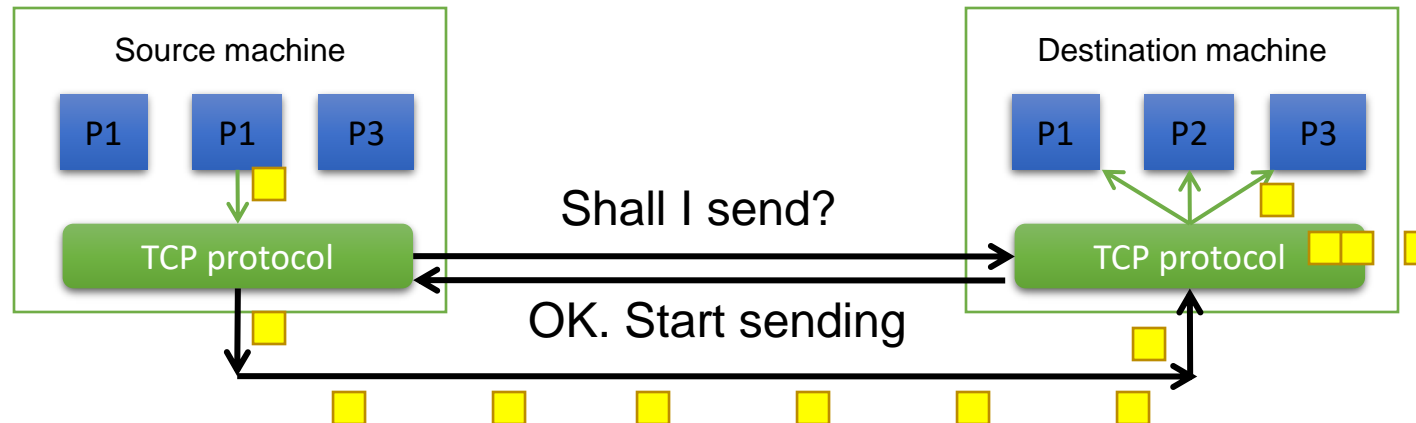 Source machine
Destination machine
P1 P1 P3
P1 P2 P3
Shall I send?
TCP protocol
TCP protocol
OK. Start sending